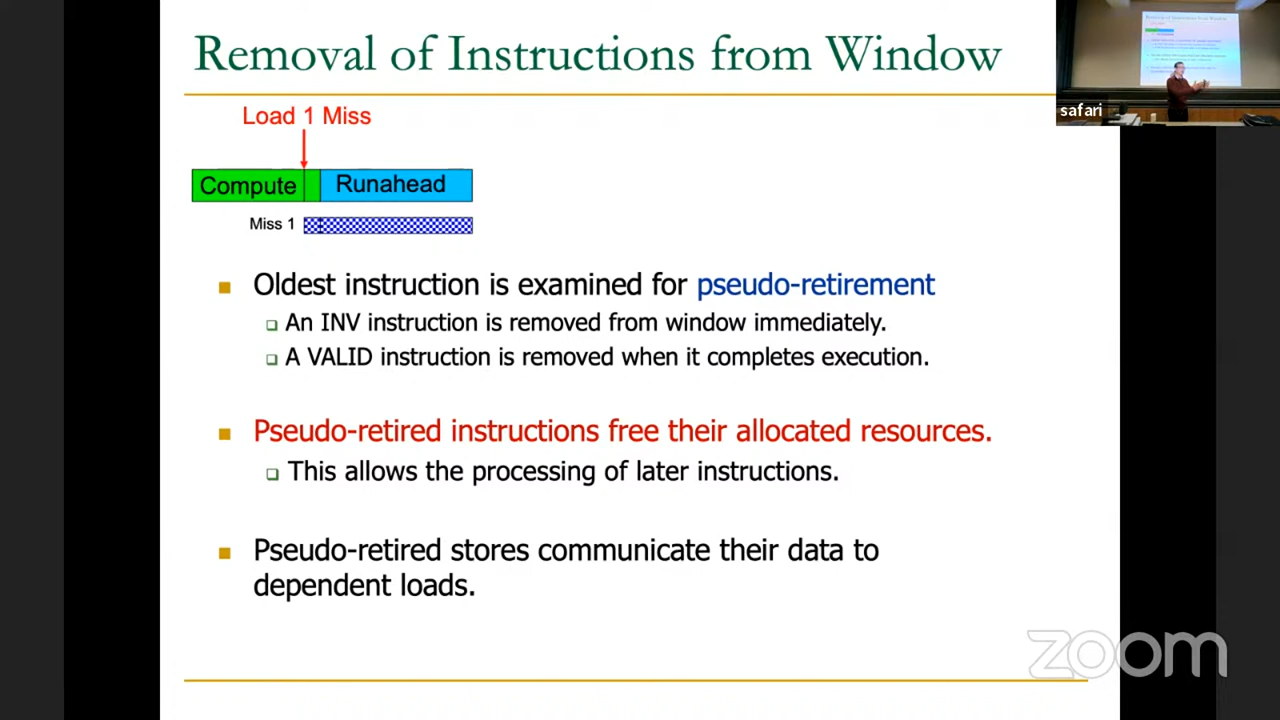 Removal of Instructions from Window
Load 1 Miss
Compute
Runahead
Miss 1
Oldest instruction is examined for pseudo-retirement
An INV instruction is removed from window immediately.
A VALID instruction is removed when it completes execution.
Pseudo-retired instructions free their allocated resources.
This allows the processing of later instructions.
Pseudo-retired stores communicate their data to
dependent loads.
safari
zoom